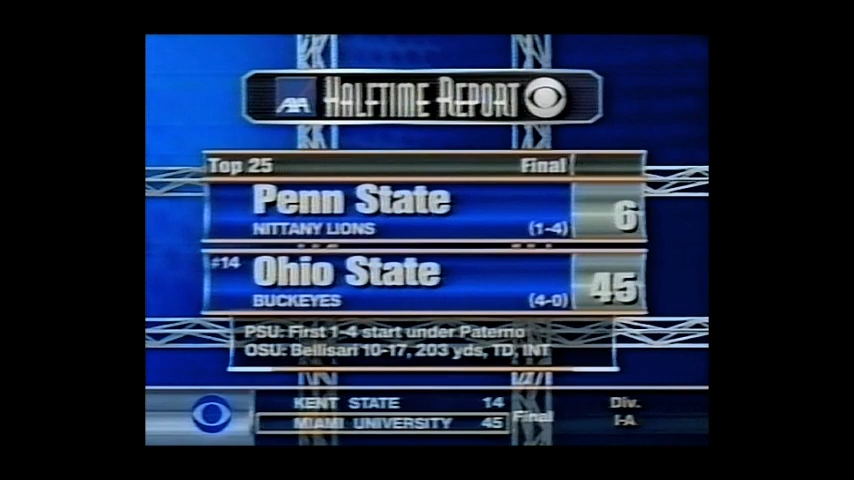 AXA HALFTIME REPORT
Top 25 Final
Penn State 6
NITTANY LIONS (1-4)
#14 Ohio State 45
BUCKEYES (4-0)
PSU: First 1-4 start under Paterno
OSU: Bellisari 10-17, 203 yds, TD, INT
KENT STATE 14 Final Div.
MIAMI UNIVERSITY 45 I-A